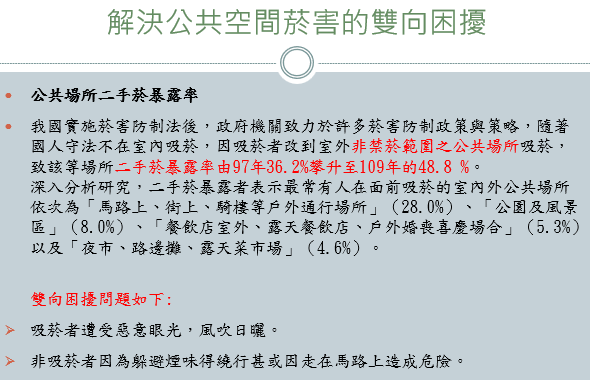 解決公共空間菸害的雙向困擾
公共場所二手菸暴露率
我國實施菸害防制法後，政府機關致力於許多菸害防制政策與策略，隨著
國人守法不在室內吸菸，因吸菸者改到室外非禁菸範圍之公共場所吸菸，
致該等場所二手菸暴露率由97年36.2%攀升至109年的48.8 %。
深入分析研究，二手菸暴露者表示最常有人在面前吸菸的室內外公共場所
依次為「馬路上、街上、騎樓等戶外通行場所」（28.0%）、「公園及風景
區」（8.0%）、「餐飲店室外、露天餐飲店、戶外婚喪喜慶場合」（5.3%）
以及「夜市、路邊攤、露天菜市場」（4.6%）。
雙向困擾問題如下:
吸菸者遭受惡意眼光，風吹日曬。
非吸菸者因為躲避煙味得繞行甚或因走在馬路上造成危險。